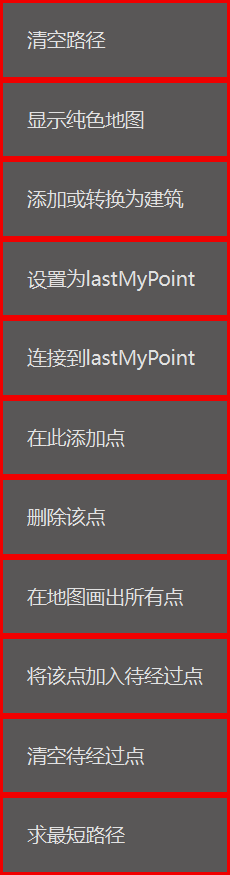 清空路径
显示纯色地图
添加或转换为建筑
设置为lastMyPoint
连接到lastMyPoint
在此添加点
删除该点
在地图画出所有点
将该点加入待经过点
清空待经过点
求最短路径